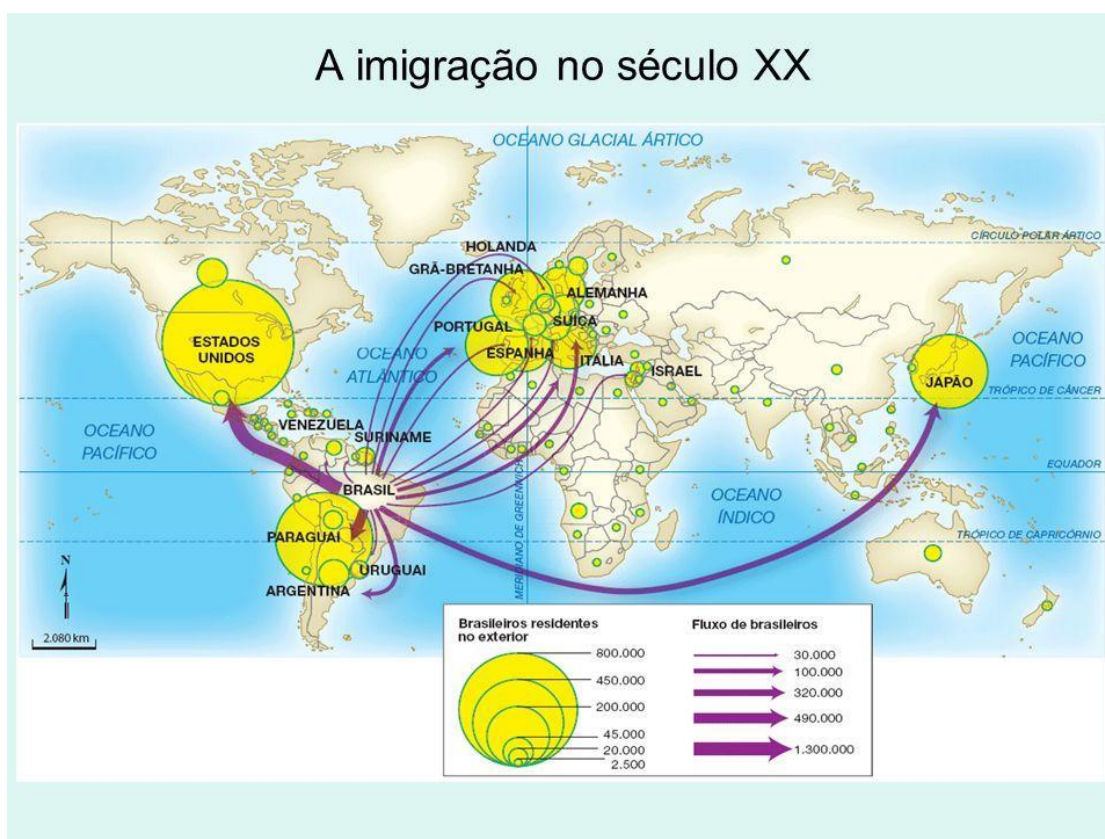 A imigração no século XX
OCEANO GLACIAL ÁRTICO
CÍRCULO POLAR ÁRTICO
HOLANDA
GRÃ-BRETANHA
ALEMANHA
PORTUGAL
SUÍÇA
ESTADOS
UNIDOS
OCEANO
ATLÂNTICO
ESPANHA
ITÁLIA
ISRAEL
JAPÃO
OCEANO
PACÍFICO
TRÓPICO DE CÂNCER
VENEZUELA
SURINAME
OCEANO
PACÍFICO
EQUADOR
BRASIL
OCEANO
ÍNDICO
MERIDIANO DE GREENWICH
PARAGUAI
TRÓPICO DE CAPRICÓRNIO
URUGUAI
ARGENTINA
N
2.080 km
Brasileiros residentes
no exterior
800.000
450.000
200.000
45.000
20.000
2.500
Fluxo de brasileiros
30.000
100.000
320.000
490.000
1.300.000